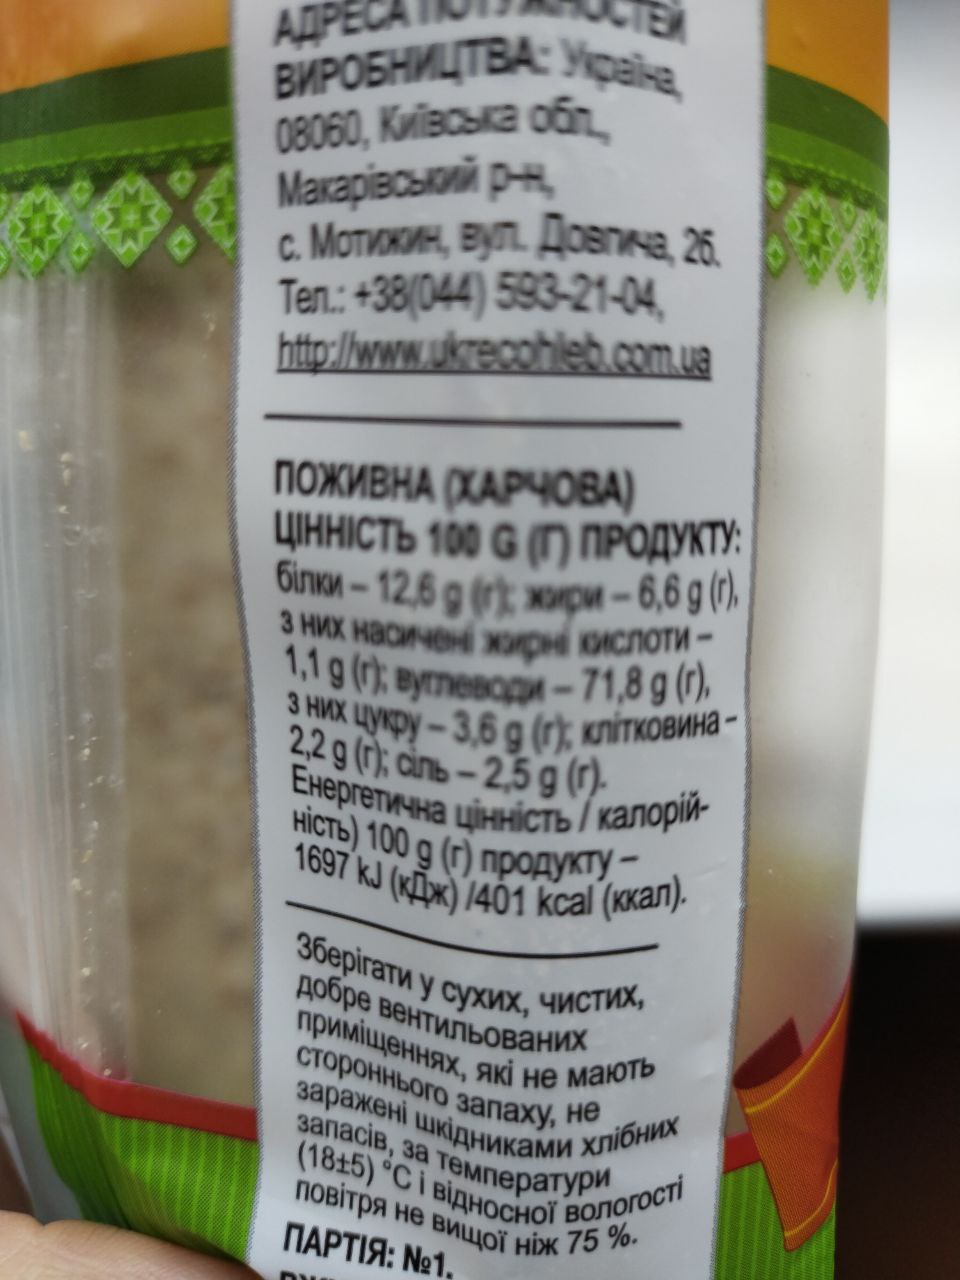 АДРЕСА ПОТУЖНОСТЕЙ
ВИРОБНИЦТВА: Україна,
08060, Київська обл.,
Макарівський р-н,
с. Мотижин, вул. Довгича, 2б.
Тел.: +38(044) 593-21-04,
http://www.ukrecohleb.com.ua
ПОЖИВНА (ХАРЧОВА)
ЦІННІСТЬ 100 G (Г) ПРОДУКТУ:
білки – 12,6 g (г); жири – 6,6 g (г),
з них насичені жирні кислоти –
1,1 g (г); вуглеводи – 71,8 g (г),
з них цукру – 3,6 g (г); клітковина –
2,2 g (г); сіль – 2,5 g (г).
Енергетична цінність / калорій-
ність) 100 g (г) продукту –
1697 kJ (кДж) /401 kcal (ккал).
Зберігати у сухих, чистих,
добре вентильованих
приміщеннях, які не мають
стороннього запаху, не
заражені шкідниками хлібних
запасів, за температури
(18±5) °С і відносної вологості
повітря не вищої ніж 75 %.
ПАРТІЯ: №1.